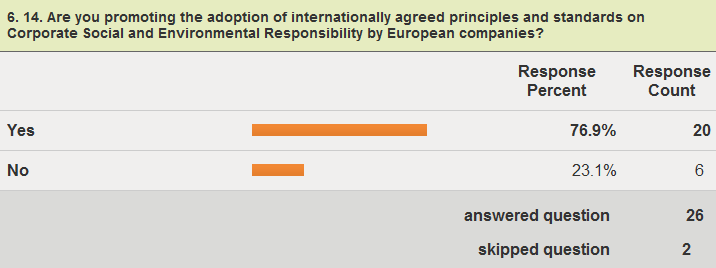 6. 14. Are you promoting the adoption of internationally agreed principles and standards on
Corporate Social and Environmental Responsibility by European companies?
Response Percent Response Count
Yes 76.9% 20
No 23.1% 6
answered question 26
skipped question 2